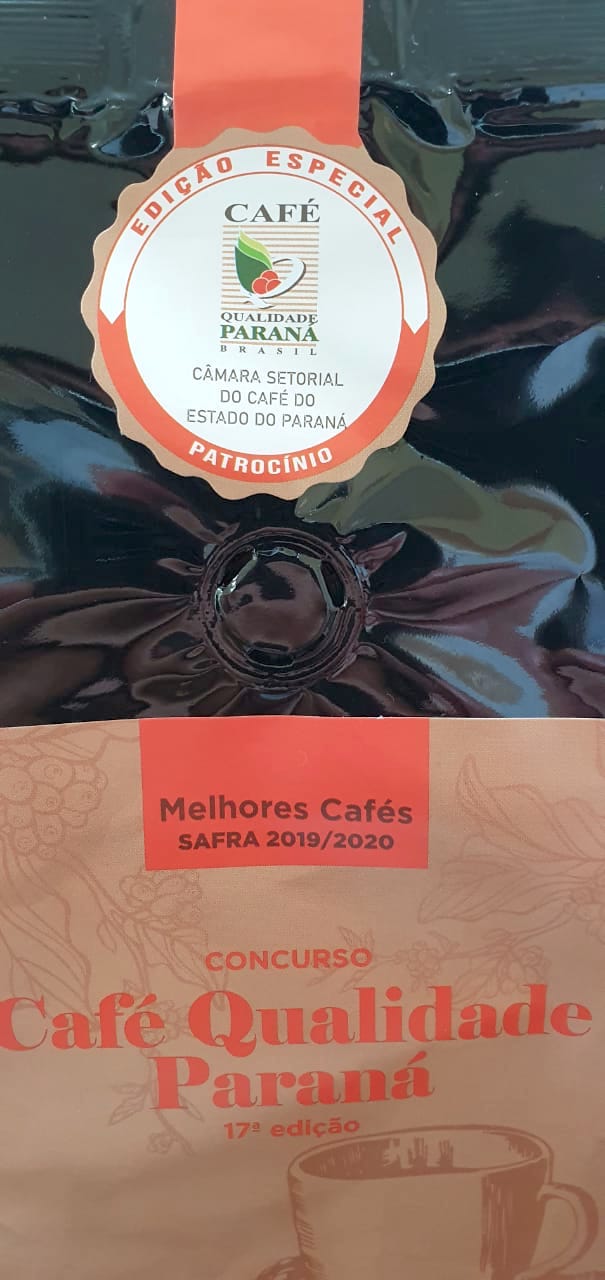 EDIÇÃO ESPECIAL
CAFÉ
QUALIDADE
PARANÁ
BRASIL
CÂMARA SETORIAL
DO CAFÉ DO
ESTADO DO PARANÁ
PATROCÍNIO
Melhores Cafés
SAFRA 2019/2020
CONCURSO
Café Qualidade
Paraná
17ª edição